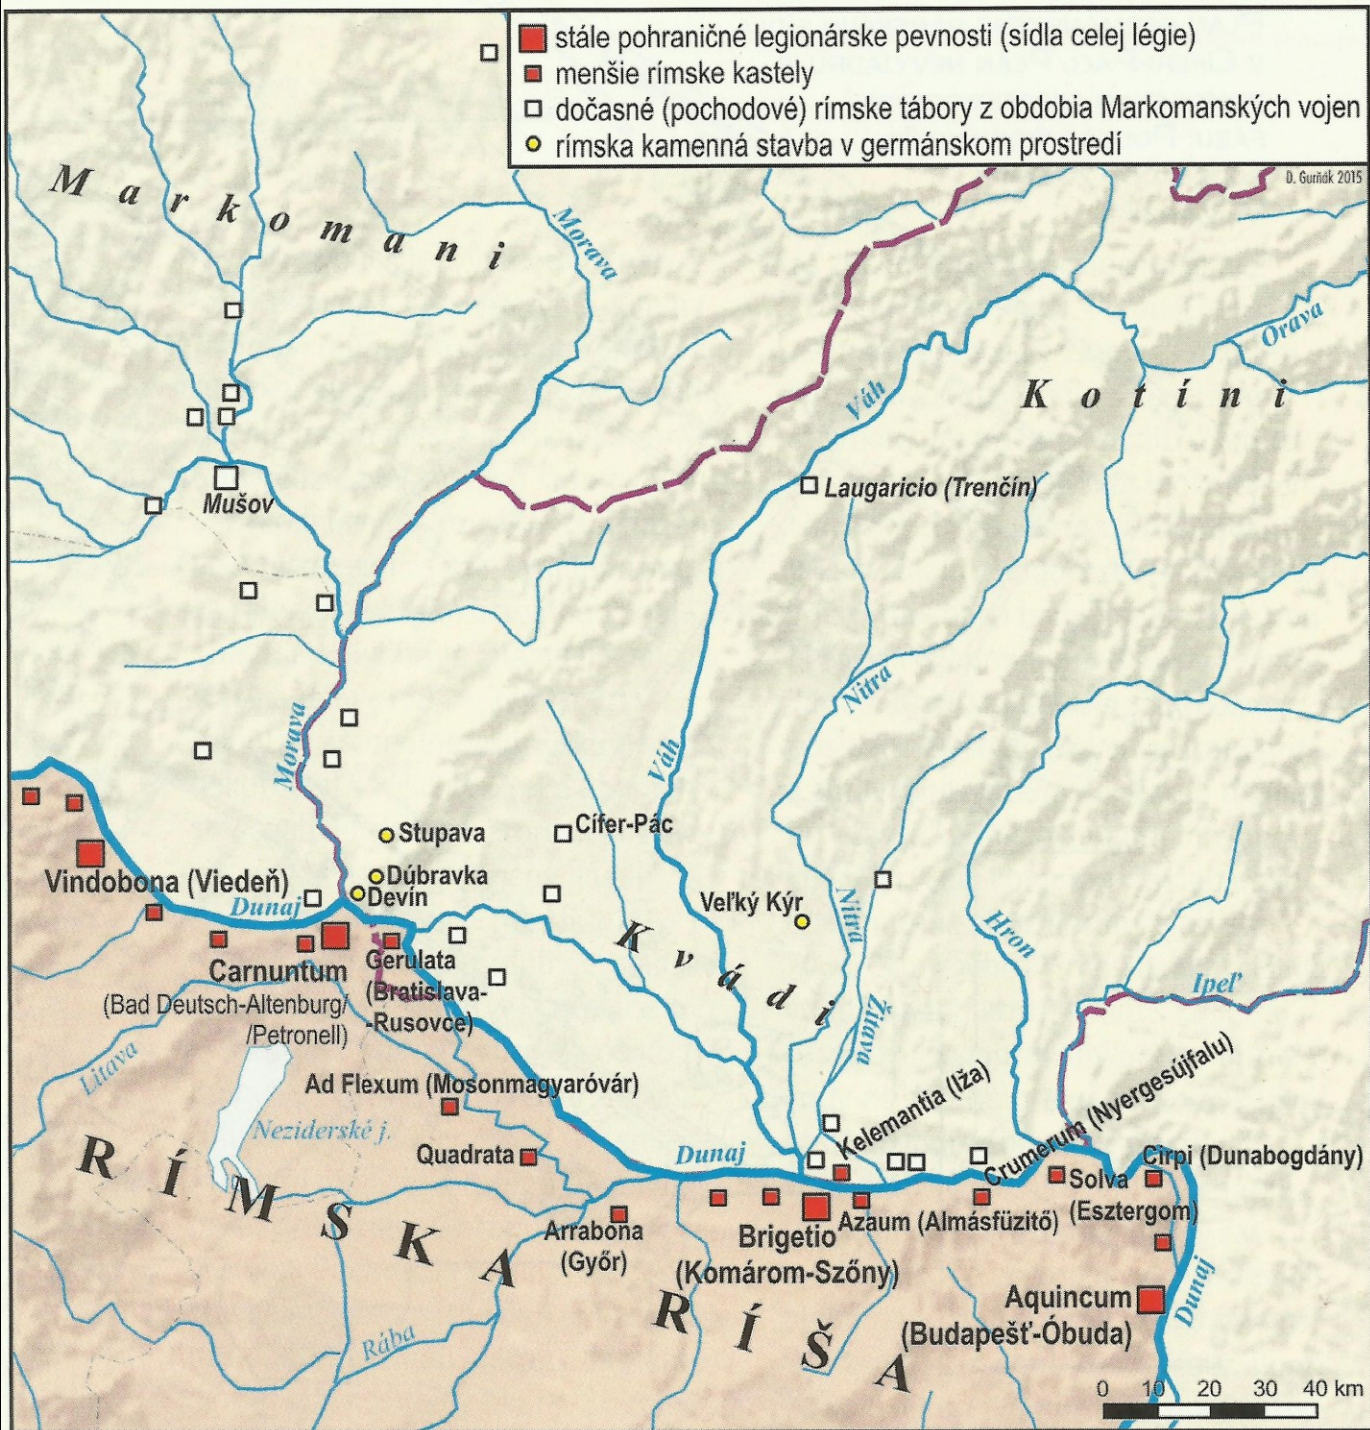 stále pohraničné legionárske pevnosti (sídla celej légie)
menšie rímske kastely
dočasné (pochodové) rímske tábory z obdobia Markomanských vojen
rímska kamenná stavba v germánskom prostredí
D. Gurňák 2015
Markomani
Morava
Orava
Váh
Kotíni
Laugaricio (Trenčín)
Mušov
Nitra
Morava
Váh
Stupava
Cífer-Pác
Dúbravka
Vindobona (Viedeň)
Devín
Dunaj
Veľký Kýr
Nitra
Hron
Kvádi
Gerulata
(Bratislava-
-Rusovce)
Carnuntum
(Bad Deutsch-Altenburg/
/Petronell)
Ipeľ
Žitava
Litava
Ad Flexum (Mosonmagyaróvár)
Neziderské j.
Kelemantia (Iža)
Crumerum (Nyergesújfalu)
Quadrata
Dunaj
Cirpi (Dunabogdány)
Solva
(Esztergom)
RÍMSKA
Arrabona
(Győr)
Brigetio
(Komárom-Szőny)
Azaum (Almásfüzitő)
RÍŠA
Aquincum
(Budapešť-Óbuda)
Dunaj
Rába
0 10 20 30 40 km